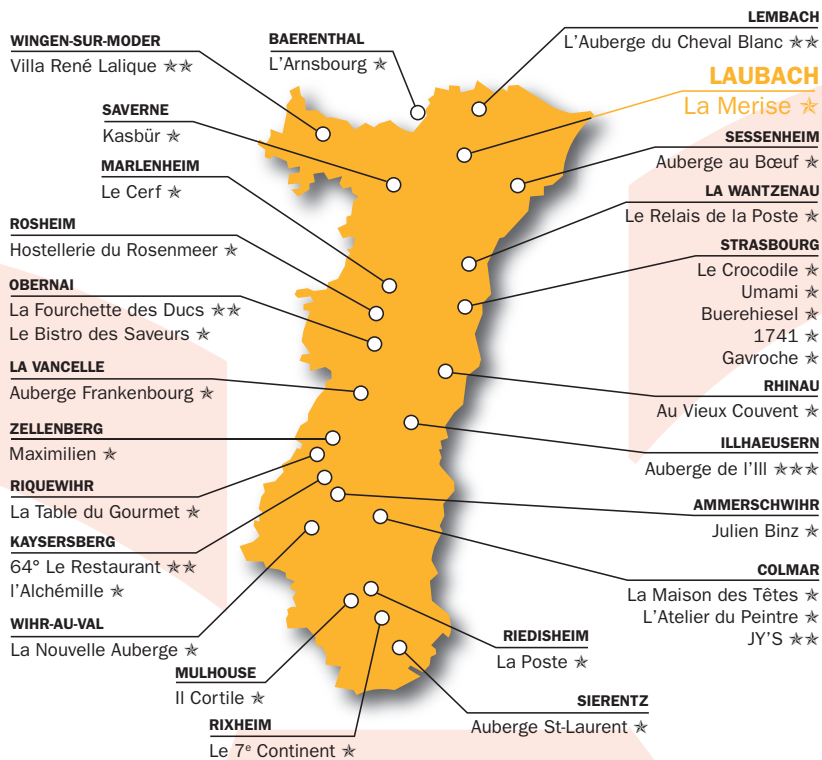 WINGEN-SUR-MODER
Villa René Lalique ✯✯
BAERENTHAL
L'Arnsbourg ✯
LEMBACH
L'Auberge du Cheval Blanc ✯✯
LAUBACH
La Merise ✯
SAVERNE
Kasbür ✯
SESSENHEIM
Auberge au Bœuf ✯
MARLENHEIM
Le Cerf ✯
LA WANTZENAU
Le Relais de la Poste ✯
ROSHEIM
Hostellerie du Rosenmeer ✯
STRASBOURG
Le Crocodile ✯
Umami ✯
Buerehiesel ✯
1741 ✯
Gavroche ✯
OBERNAI
La Fourchette des Ducs ✯✯
Le Bistro des Saveurs ✯
LA VANCELLE
Auberge Frankenbourg ✯
RHINAU
Au Vieux Couvent ✯
ZELLENBERG
Maximilien ✯
ILLHAEUSERN
Auberge de l'Ill ✯✯✯
RIQUEWIHR
La Table du Gourmet ✯
AMMERSCHWIHR
Julien Binz ✯
KAYSERSBERG
64° Le Restaurant ✯✯
l'Alchémille ✯
COLMAR
La Maison des Têtes ✯
L'Atelier du Peintre ✯
JY'S ✯✯
WIHR-AU-VAL
La Nouvelle Auberge ✯
RIEDISHEIM
La Poste ✯
MULHOUSE
Il Cortile ✯
SIERENTZ
Auberge St-Laurent ✯
RIXHEIM
Le 7e Continent ✯